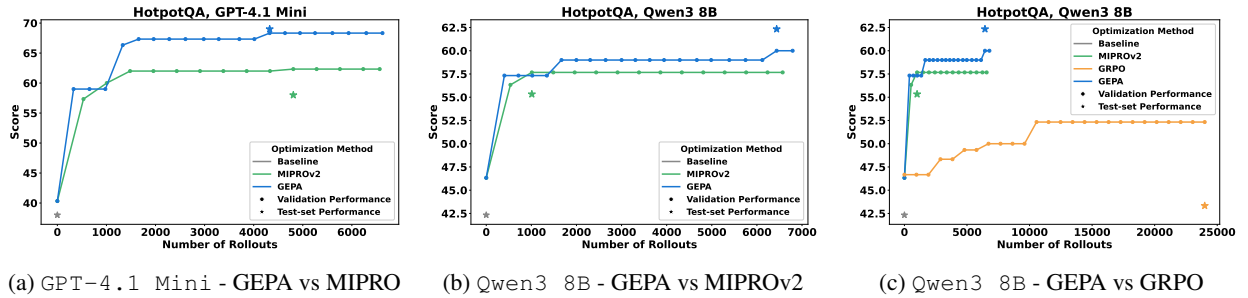 HotpotQA, GPT-4.1 Mini
70
65
60
55
50
45
40
Score
0
1000
2000
3000
4000
5000
6000
Number of Rollouts
Optimization Method
Baseline
MIPROv2
GEPA
Validation Performance
Test-set Performance
(a) GPT-4.1 Mini - GEPA vs MIPRO
HotpotQA, Qwen3 8B
62.5
60.0
57.5
55.0
52.5
50.0
47.5
45.0
42.5
Score
0
1000
2000
3000
4000
5000
6000
7000
Number of Rollouts
Optimization Method
Baseline
MIPROv2
GEPA
Validation Performance
Test-set Performance
(b) Qwen3 8B - GEPA vs MIPROv2
HotpotQA, Qwen3 8B
62.5
60.0
57.5
55.0
52.5
50.0
47.5
45.0
42.5
Score
0
5000
10000
15000
20000
25000
Number of Rollouts
Optimization Method
Baseline
MIPROv2
GRPO
GEPA
Validation Performance
Test-set Performance
(c) Qwen3 8B - GEPA vs GRPO